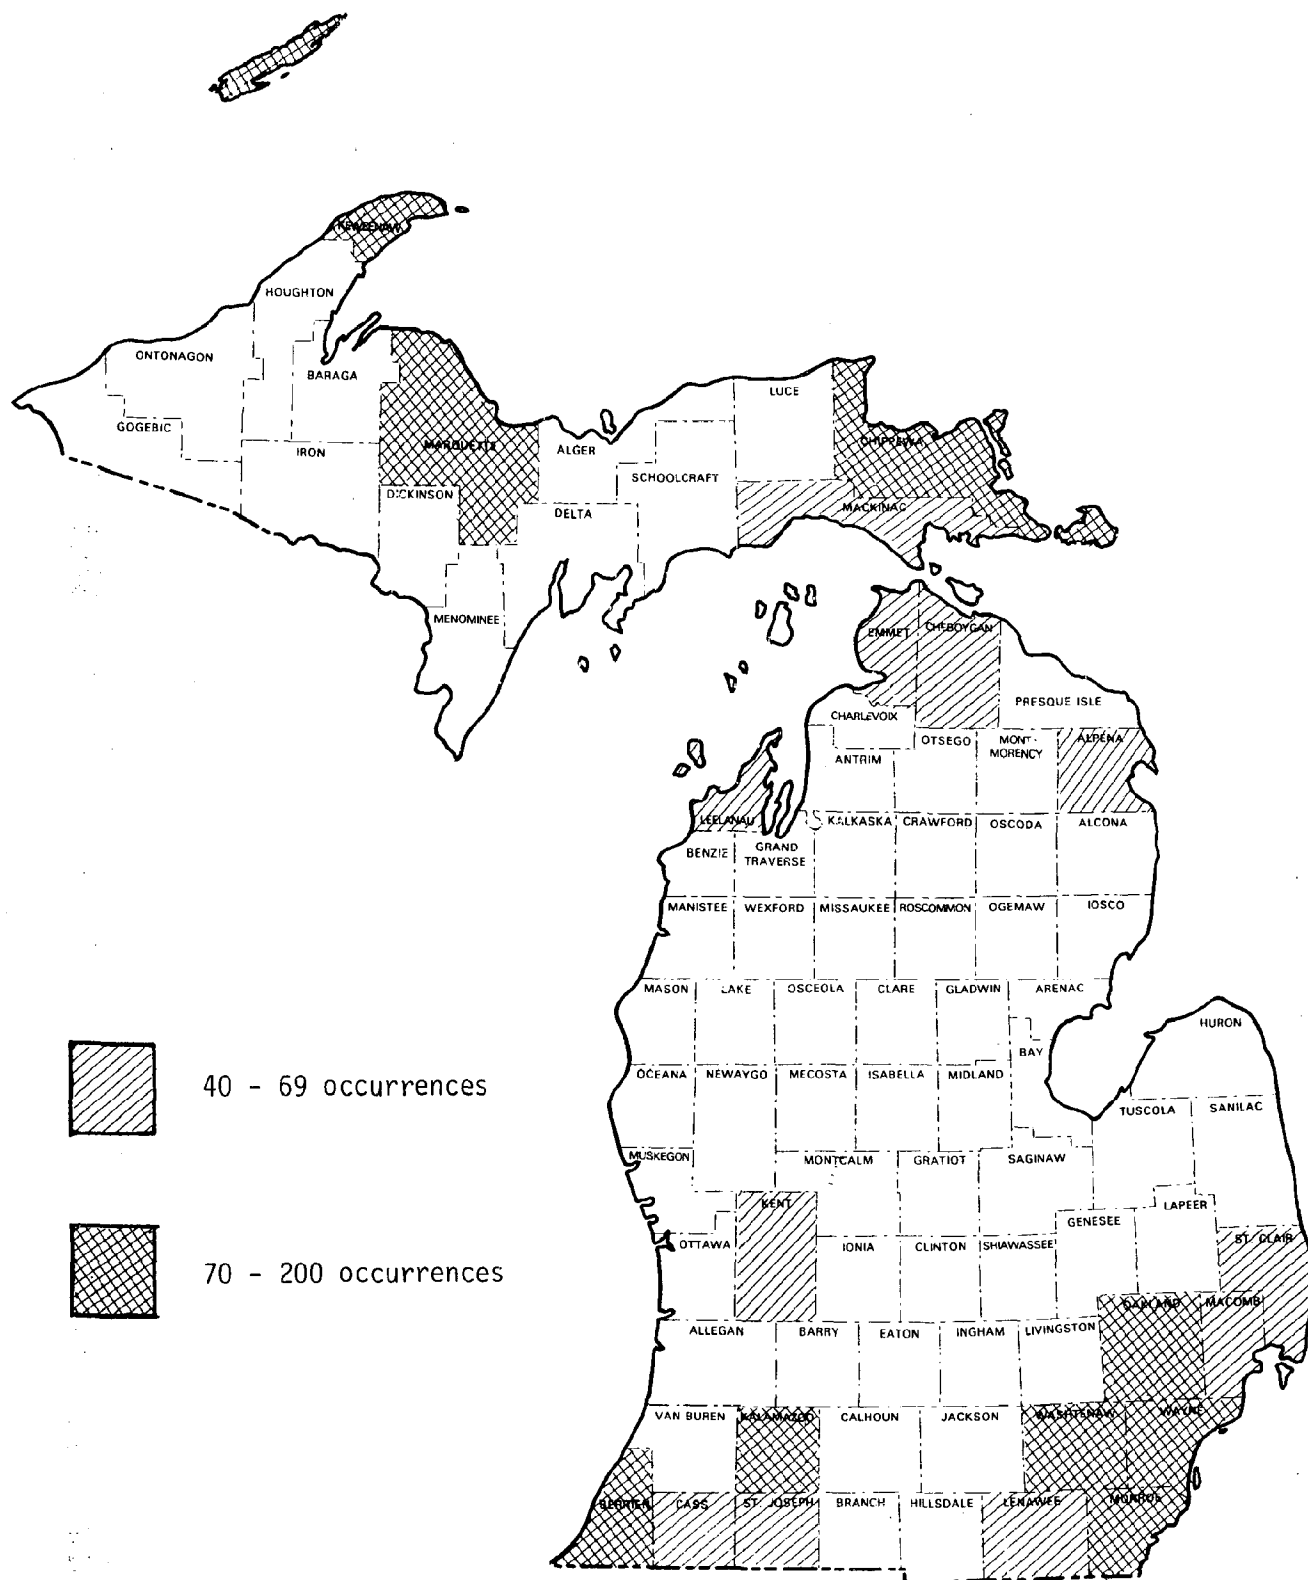 KEWEENAW
HOUGHTON
ONTONAGON
BARAGA
GOGEBIC
IRON
MARQUETTE
DICKINSON
MENOMINEE
ALGER
DELTA
SCHOOLCRAFT
LUCE
CHIPPEWA
MACKINAC
EMMET
CHEBOYGAN
PRESQUE ISLE
CHARLEVOIX
ANTRIM
OTSEGO
MONT-
MORENCY
ALPENA
LEELANAU
BENZIE
GRAND
TRAVERSE
KALKASKA
CRAWFORD
OSCODA
ALCONA
MANISTEE
WEXFORD
MISSAUKEE
ROSCOMMON
OGEMAW
IOSCO
MASON
LAKE
OSCEOLA
CLARE
GLADWIN
ARENAC
HURON
BAY
OCEANA
NEWAYGO
MECOSTA
ISABELLA
MIDLAND
TUSCOLA
SANILAC
MUSKEGON
MONTCALM
GRATIOT
SAGINAW
KENT
OTTAWA
IONIA
CLINTON
SHIAWASSEE
GENESEE
LAPEER
ST. CLAIR
ALLEGAN
BARRY
EATON
INGHAM
LIVINGSTON
OAKLAND
MACOMB
VAN BUREN
KALAMAZOO
CALHOUN
JACKSON
WASHTENAW
WAYNE
BERRIEN
CASS
ST. JOSEPH
BRANCH
HILLSDALE
LENAWEE
MONROE
40 - 69 occurrences
70 - 200 occurrences